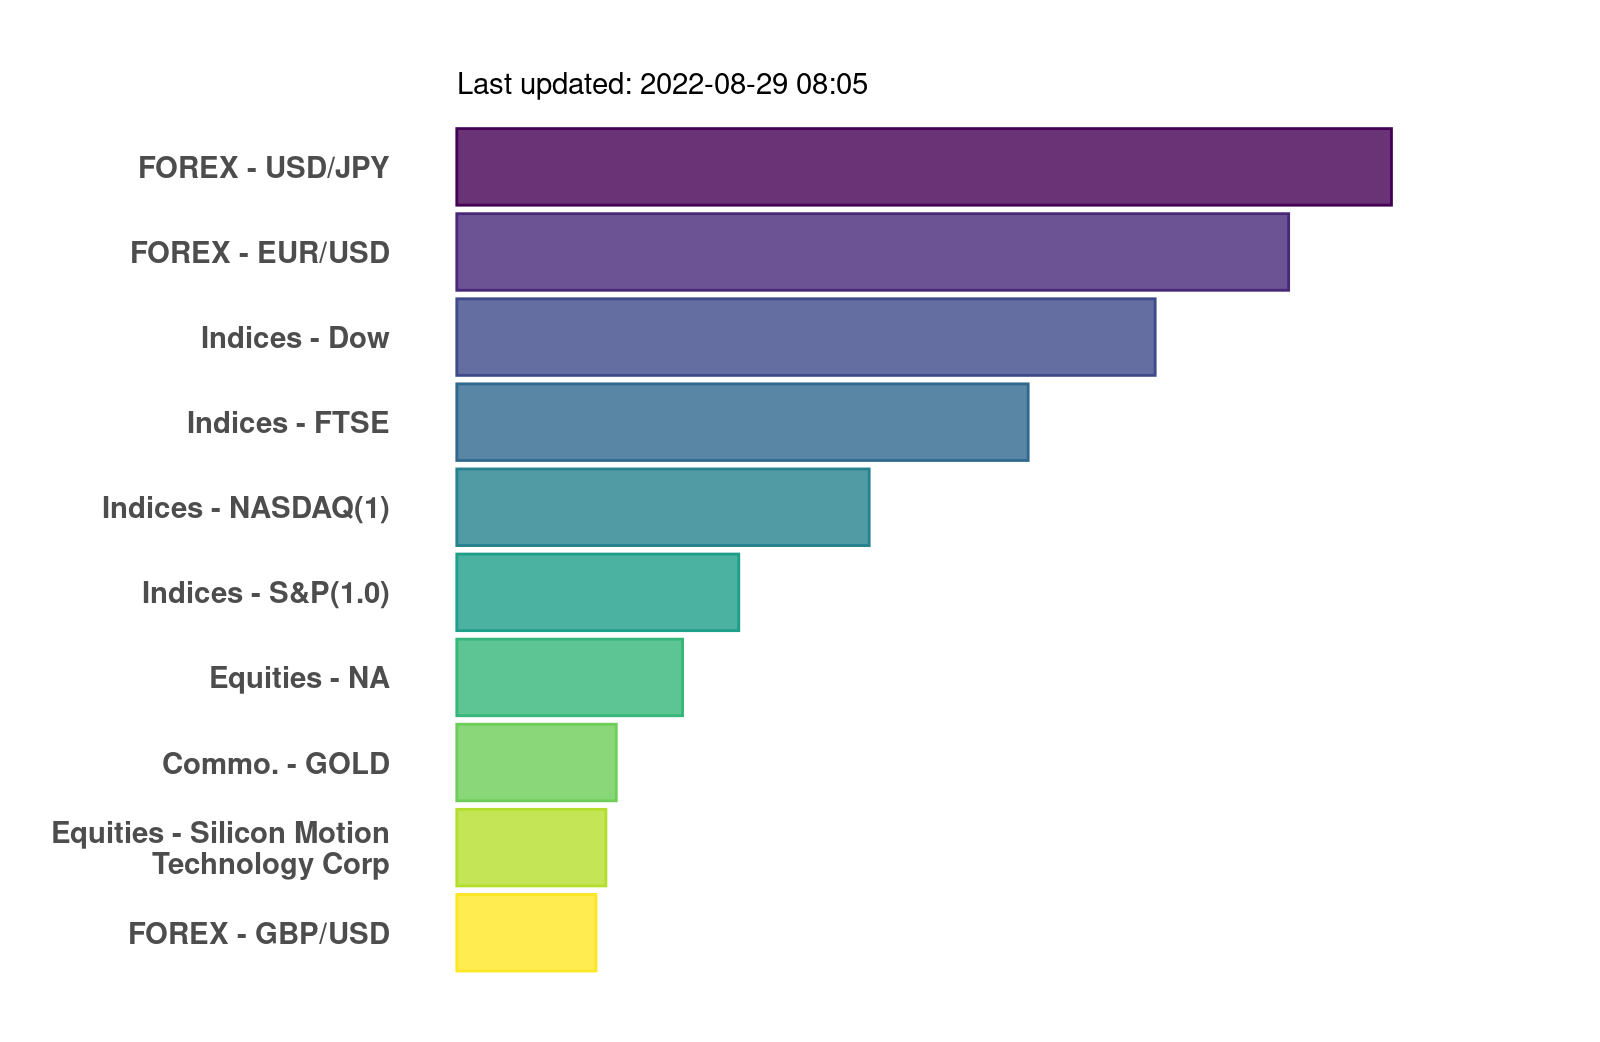 Last updated: 2022-08-29 08:05
FOREX - USD/JPY
FOREX - EUR/USD
Indices - Dow
Indices - FTSE
Indices - NASDAQ(1)
Indices - S&P(1.0)
Equities - NA
Commo. - GOLD
Equities - Silicon Motion
Technology Corp
FOREX - GBP/USD